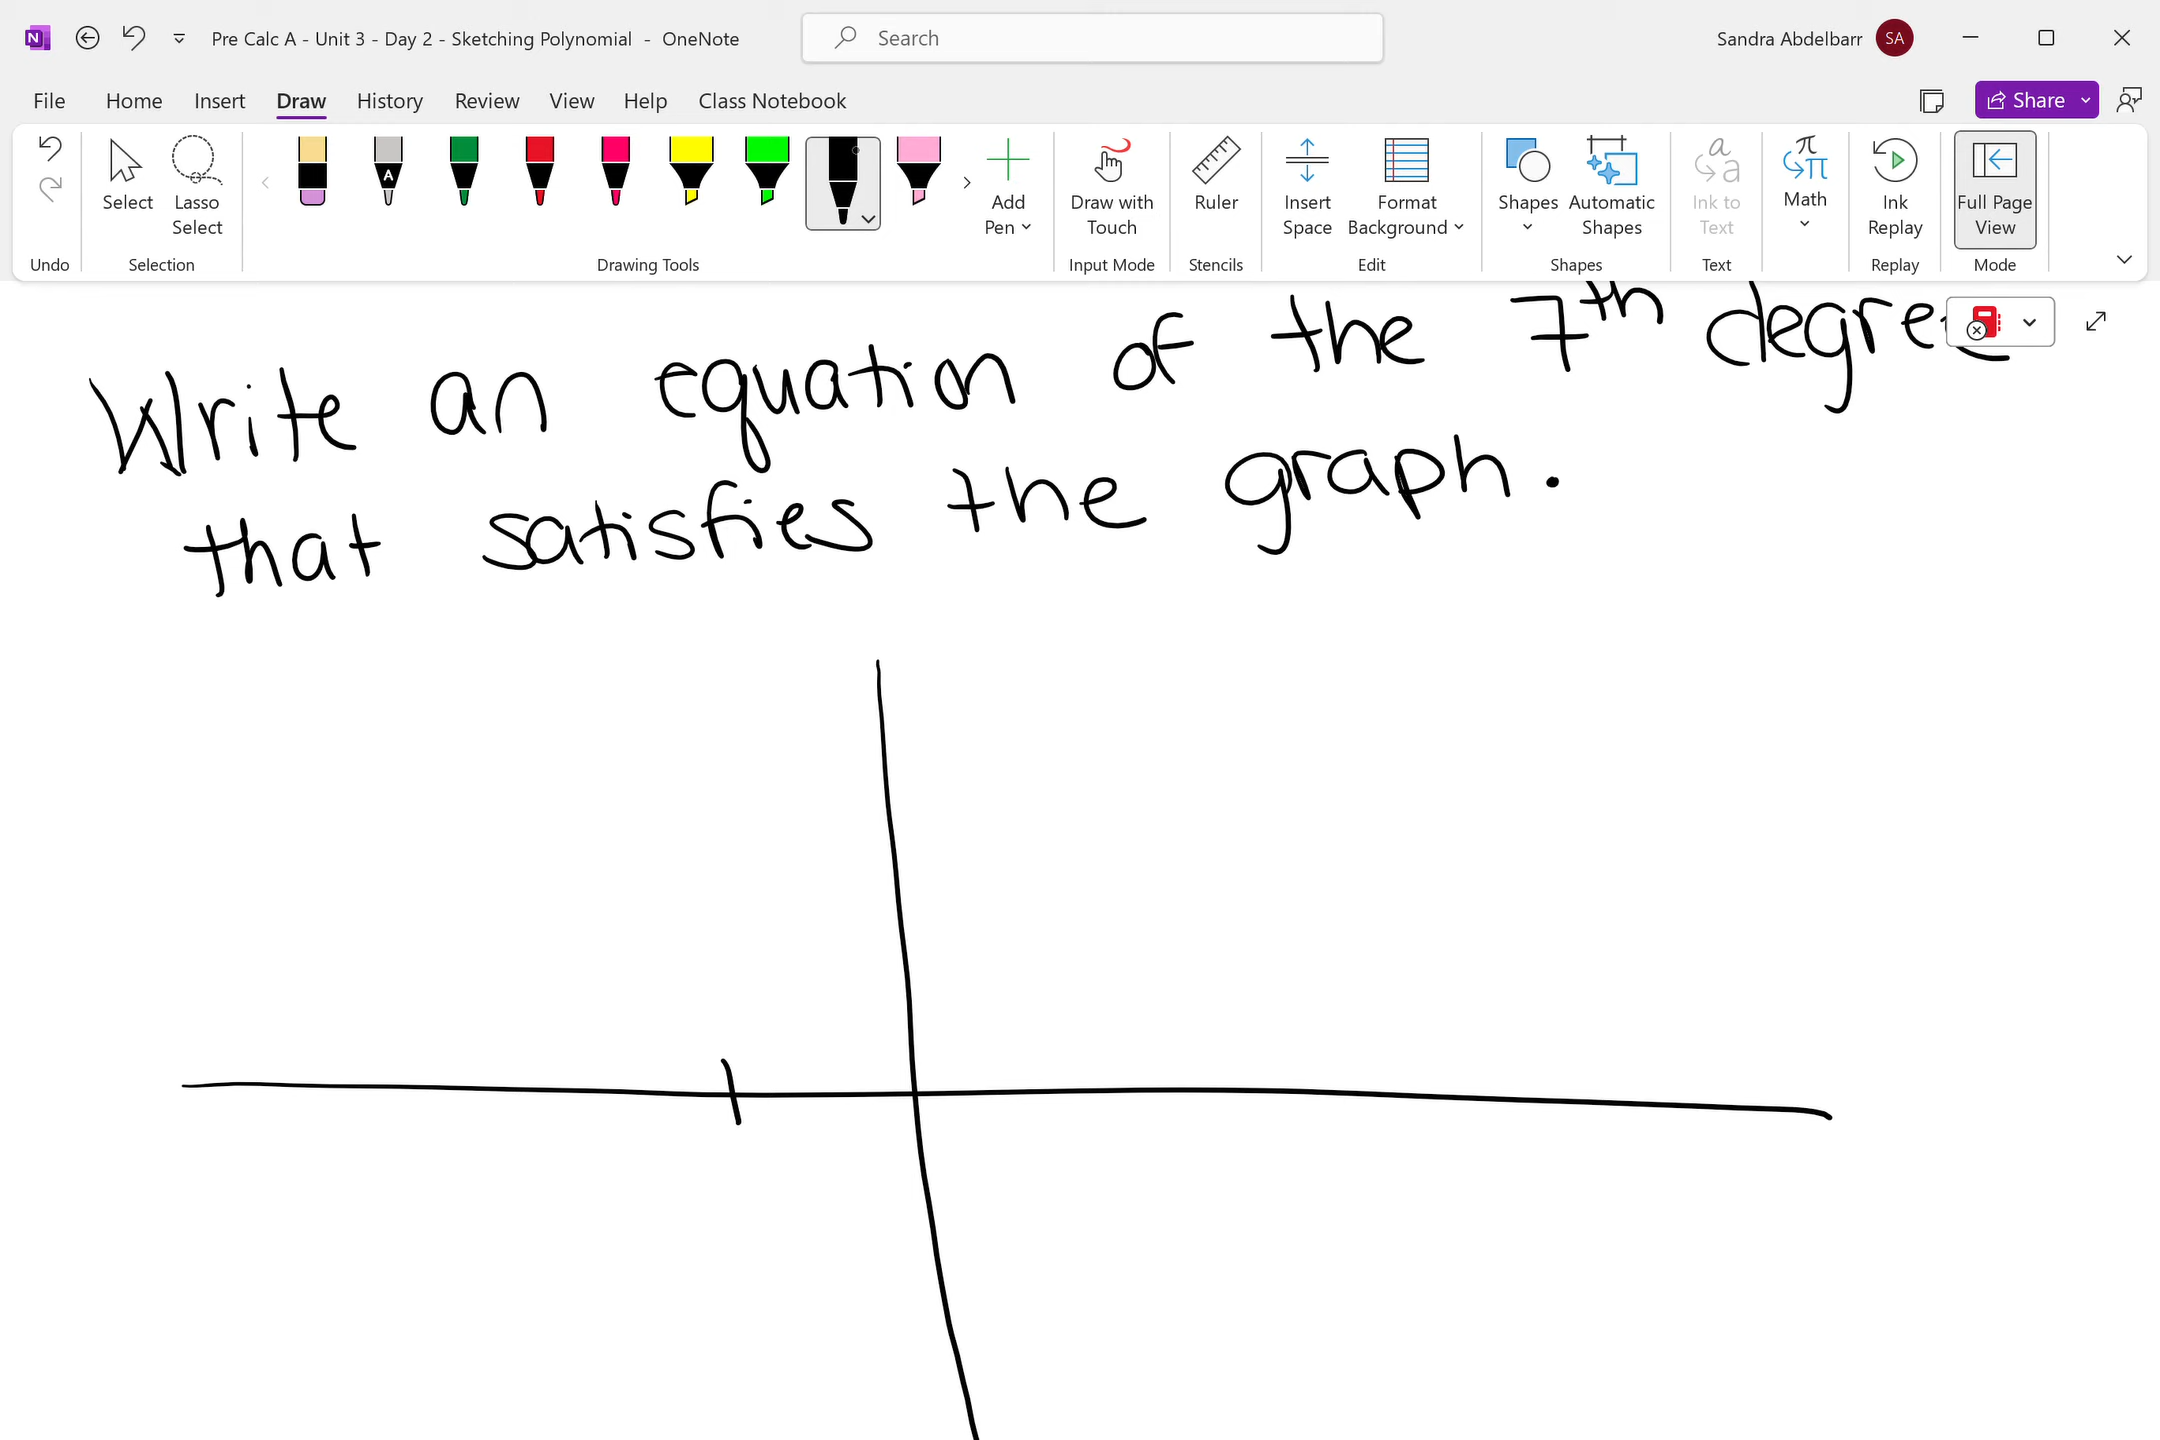 Pre Calc A - Unit 3 - Day 2 - Sketching Polynomial - OneNote
Search
Sandra Abdelbarr SA
File Home Insert Draw History Review View Help Class Notebook Share
A
Select Lasso Select Add Pen Draw with Touch Ruler Insert Space Format Background Shapes Automatic Shapes Ink to Text Math Ink Replay Full Page View
Undo Selection Drawing Tools Input Mode Stencils Edit Shapes Text Replay Mode
Write an equation of the 7th degree
that satisfies the graph.